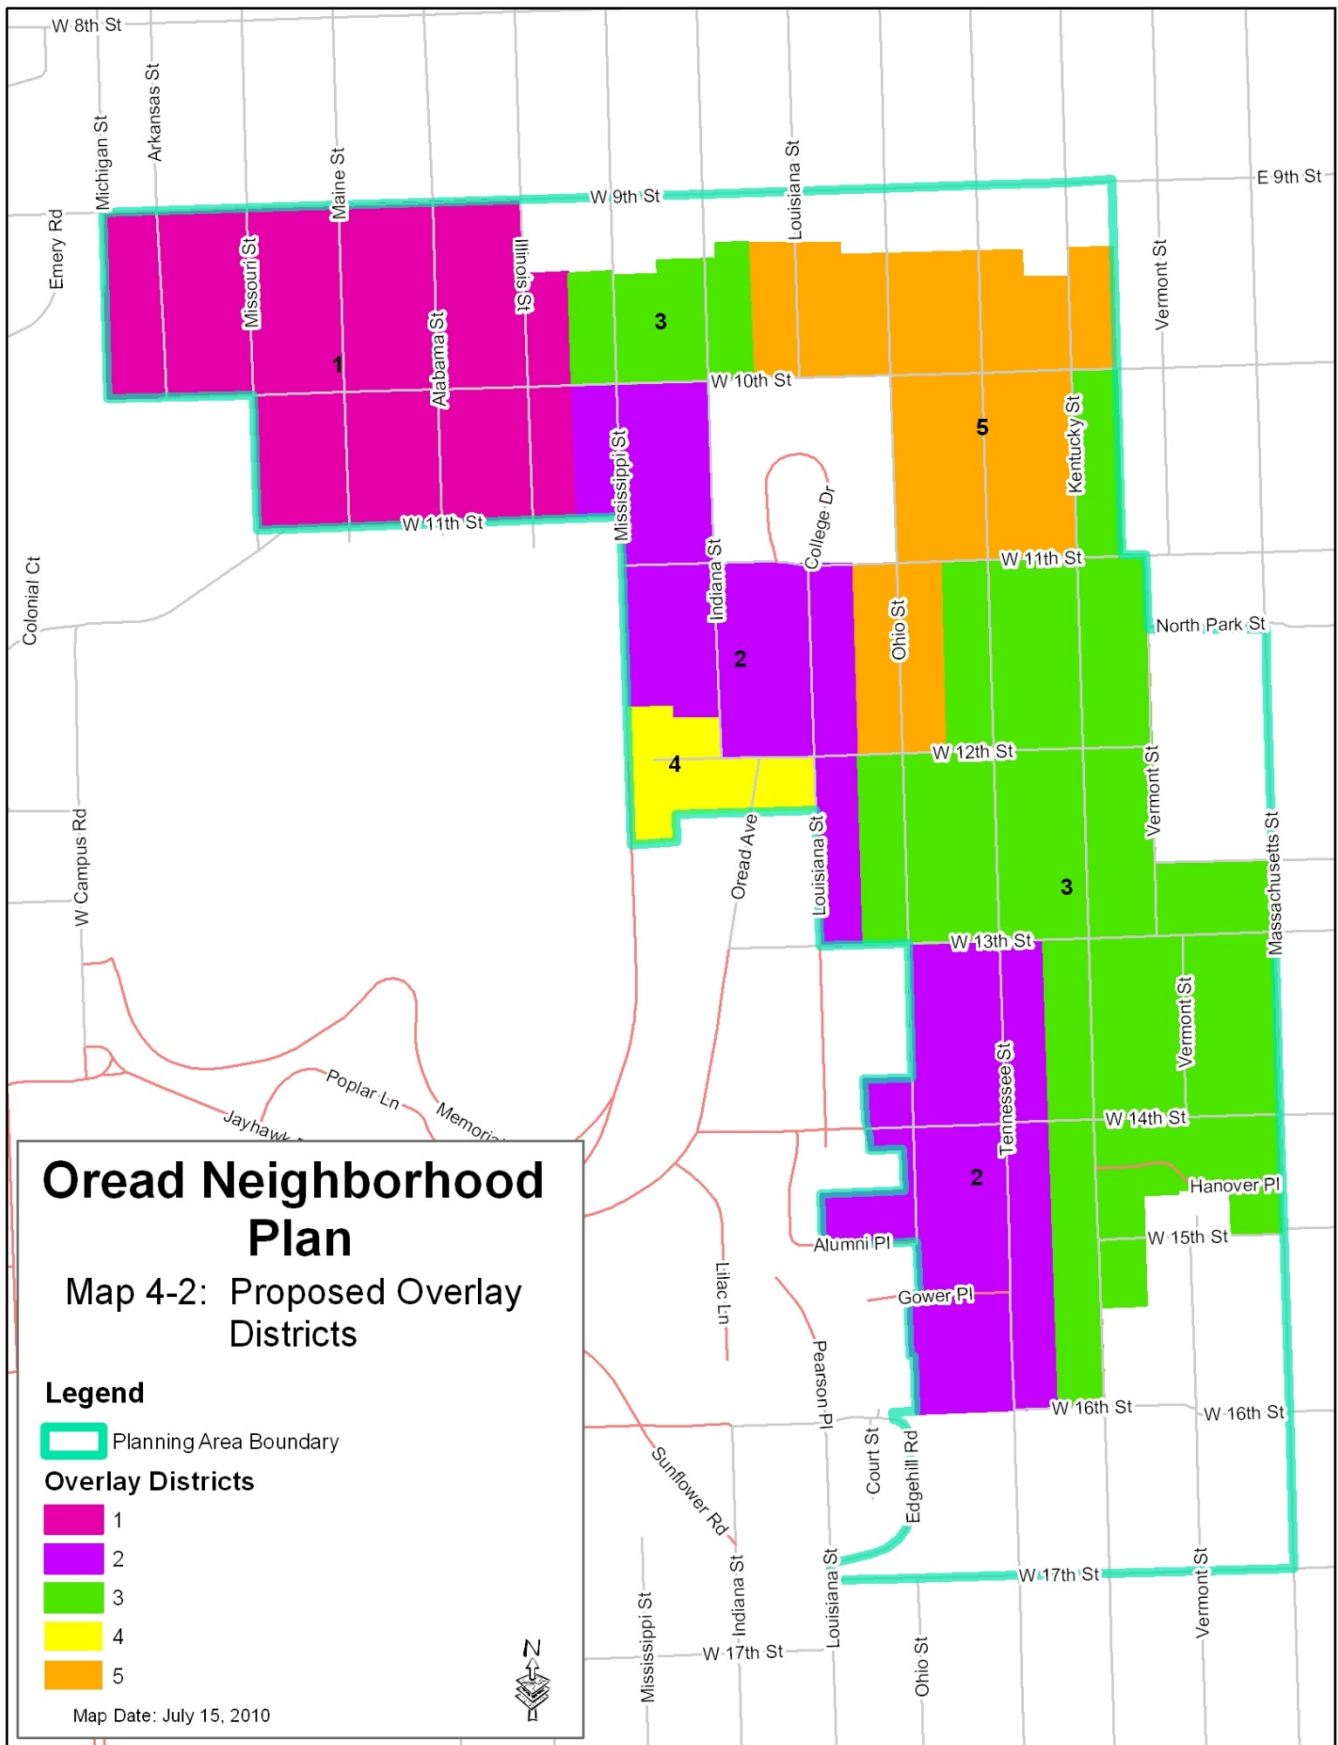 W 8th St
Michigan St
Arkansas St
Maine St
Louisiana St
E 9th St
W 9th St
Emery Rd
Missouri St
Illinois St
Vermont St
Alabama St
1
3
W 10th St
5
Kentucky St
Mississippi St
College Dr
W 11th St
W 11th St
Colonial Ct
Indiana St
Ohio St
North Park St
2
4
W 12th St
Vermont St
W Campus Rd
Oread Ave
Louisiana St
Massachusetts St
3
W 13th St
Vermont St
Tennessee St
Poplar Ln
Jayhawk
W 14th St
2
Hanover Pl
Alumni Pl
W 15th St
Lilac Ln
Gower Pl
Pearson Pl
W 16th St
W 16th St
Court St
Edgehill Rd
Sunflower Rd
W 17th St
Mississippi St
Indiana St
Louisiana St
Ohio St
Vermont St
W 17th St
Oread Neighborhood
Plan
Map 4-2: Proposed Overlay
Districts
Legend
Planning Area Boundary
Overlay Districts
1
2
3
4
5
N
Map Date: July 15, 2010